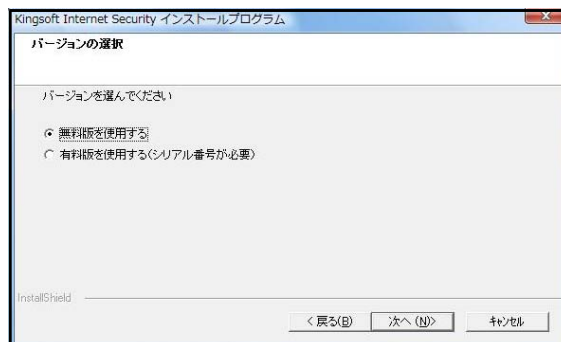 Kingsoft Internet Security インストールプログラム
バージョンの選択
バージョンを選んでください
無料版を使用する
有料版を使用する(シリアル番号が必要)
InstallShield
< 戻る(B)
次へ (N)>
キャンセル